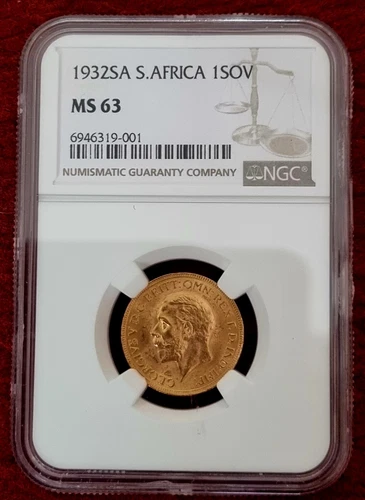 1932SA S.AFRICA 1SOV
MS 63
6946319-001
NUMISMATIC GUARANTY COMPANY
NGC®